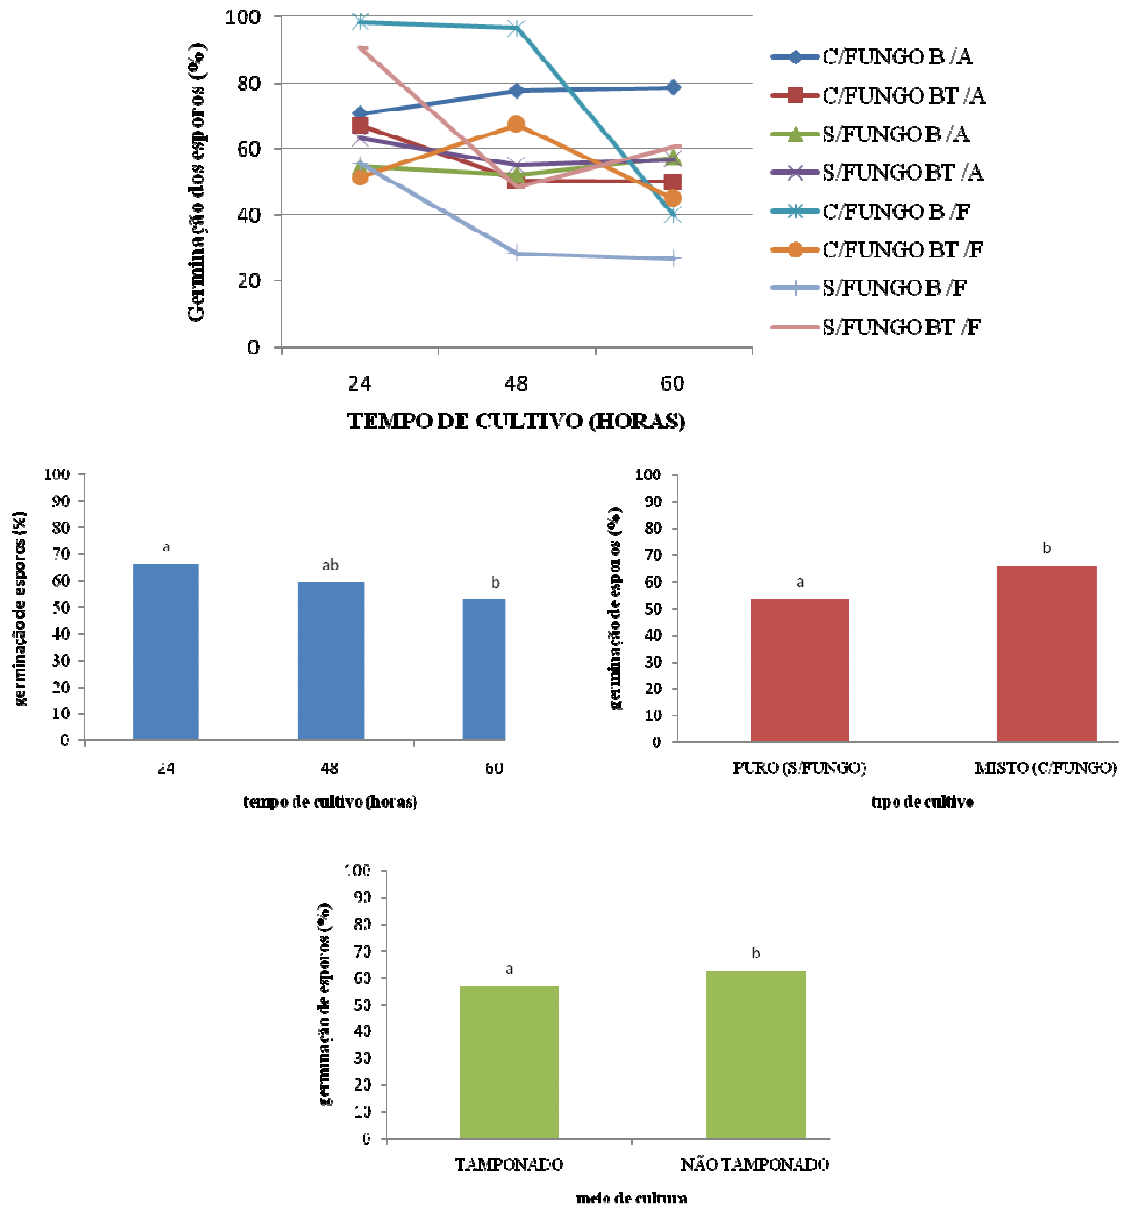 Germinação dos esporos (%)
100
80
60
40
20
0
24 48 60
TEMPO DE CULTIVO (HORAS)
C/FUNGO B /A
C/FUNGO BT /A
S/FUNGO B /A
S/FUNGO BT /A
C/FUNGO B /F
C/FUNGO BT /F
S/FUNGO B /F
S/FUNGO BT /F
germinação de esporos (%)
100
90
80
70
60
50
40
30
20
10
0
a
ab
b
24 48 60
tempo de cultivo (horas)
germinação de esporos (%)
100
90
80
70
60
50
40
30
20
10
0
a
b
PURO (S/FUNGO) MISTO (C/FUNGO)
tipo de cultivo
germinação de esporos (%)
100
90
80
70
60
50
40
30
20
10
0
a
b
TAMPONADO NÃO TAMPONADO
meio de cultura